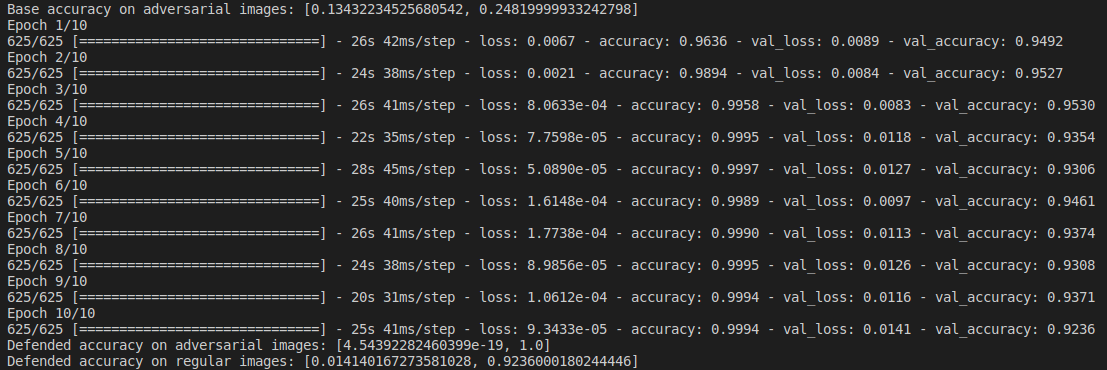 Base accuracy on adversarial images: [0.13432234525680542, 0.24819999933242798]
Epoch 1/10
625/625 [==============================] - 26s 42ms/step - loss: 0.0067 - accuracy: 0.9636 - val_loss: 0.0089 - val_accuracy: 0.9492
Epoch 2/10
625/625 [==============================] - 24s 38ms/step - loss: 0.0021 - accuracy: 0.9894 - val_loss: 0.0084 - val_accuracy: 0.9527
Epoch 3/10
625/625 [==============================] - 26s 41ms/step - loss: 8.0633e-04 - accuracy: 0.9958 - val_loss: 0.0083 - val_accuracy: 0.9530
Epoch 4/10
625/625 [==============================] - 22s 35ms/step - loss: 7.7598e-05 - accuracy: 0.9995 - val_loss: 0.0118 - val_accuracy: 0.9354
Epoch 5/10
625/625 [==============================] - 28s 45ms/step - loss: 5.0890e-05 - accuracy: 0.9997 - val_loss: 0.0127 - val_accuracy: 0.9306
Epoch 6/10
625/625 [==============================] - 25s 40ms/step - loss: 1.6148e-04 - accuracy: 0.9989 - val_loss: 0.0097 - val_accuracy: 0.9461
Epoch 7/10
625/625 [==============================] - 26s 41ms/step - loss: 1.7738e-04 - accuracy: 0.9990 - val_loss: 0.0113 - val_accuracy: 0.9374
Epoch 8/10
625/625 [==============================] - 24s 38ms/step - loss: 8.9856e-05 - accuracy: 0.9995 - val_loss: 0.0126 - val_accuracy: 0.9308
Epoch 9/10
625/625 [==============================] - 20s 31ms/step - loss: 1.0612e-04 - accuracy: 0.9994 - val_loss: 0.0116 - val_accuracy: 0.9371
Epoch 10/10
625/625 [==============================] - 25s 41ms/step - loss: 9.3433e-05 - accuracy: 0.9994 - val_loss: 0.0141 - val_accuracy: 0.9236
Defended accuracy on adversarial images: [4.54392282460399e-19, 1.0]
Defended accuracy on regular images: [0.014140167273581028, 0.9236000180244446]